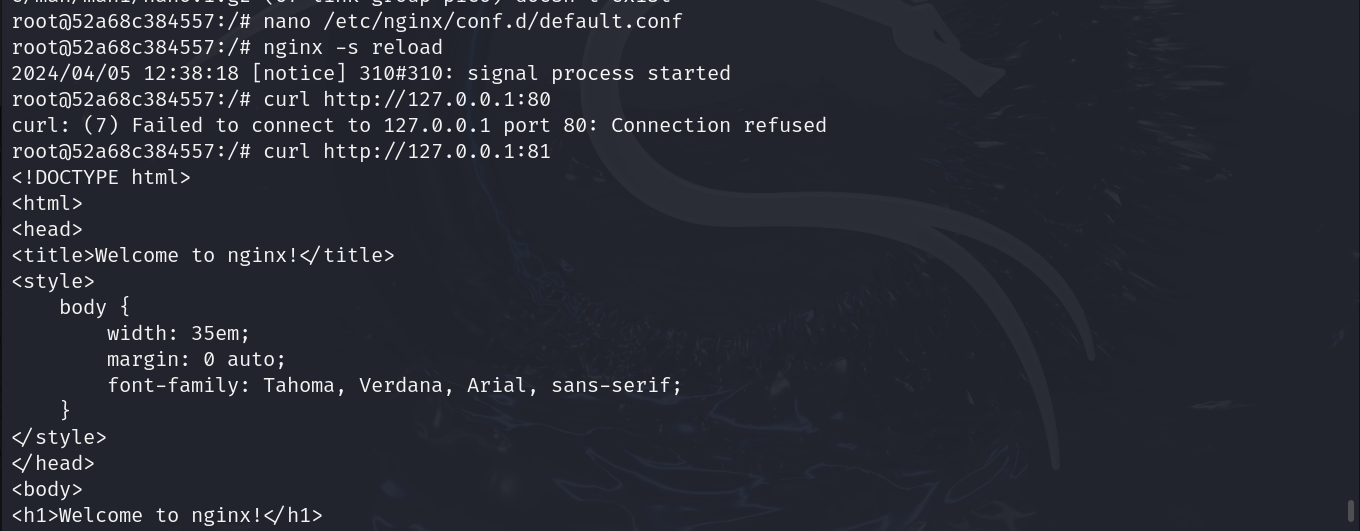 root@52a68c384557:/# nano /etc/nginx/conf.d/default.conf
root@52a68c384557:/# nginx -s reload
2024/04/05 12:38:18 [notice] 310#310: signal process started
root@52a68c384557:/# curl http://127.0.0.1:80
curl: (7) Failed to connect to 127.0.0.1 port 80: Connection refused
root@52a68c384557:/# curl http://127.0.0.1:81
<!DOCTYPE html>
<html>
<head>
<title>Welcome to nginx!</title>
<style>
    body {
        width: 35em;
        margin: 0 auto;
        font-family: Tahoma, Verdana, Arial, sans-serif;
    }
</style>
</head>
<body>
<h1>Welcome to nginx!</h1>